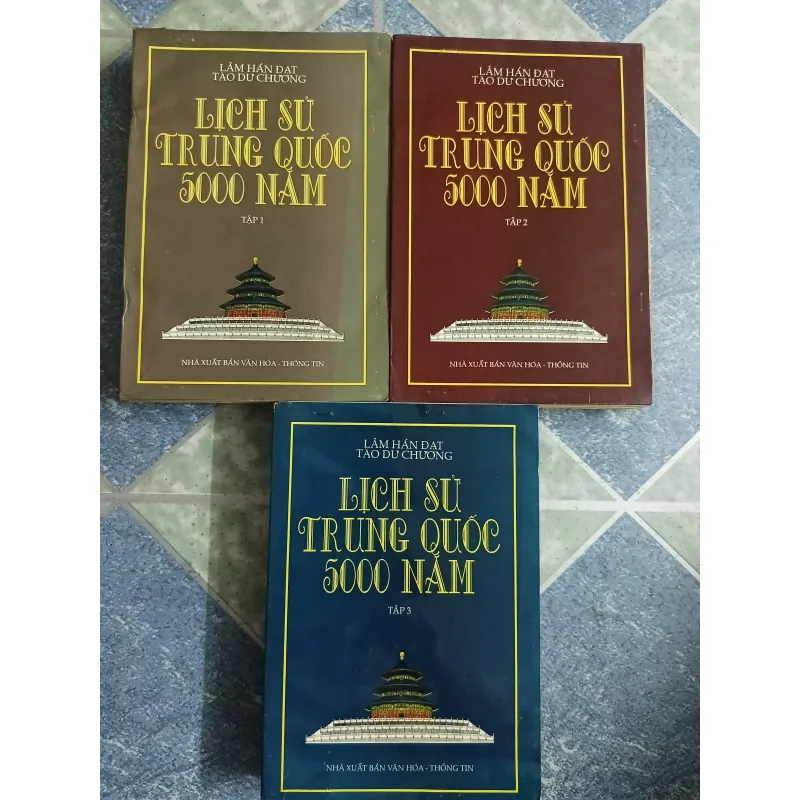 LÂM HÁN ĐẠT
TÀO DƯ CHƯƠNG
LỊCH SỬ
TRUNG QUỐC
5000 NĂM
TẬP 1
NHÀ XUẤT BẢN VĂN HÓA - THÔNG TIN
LÂM HÁN ĐẠT
TÀO DƯ CHƯƠNG
LỊCH SỬ
TRUNG QUỐC
5000 NĂM
TẬP 2
NHÀ XUẤT BẢN VĂN HÓA - THÔNG TIN
LÂM HÁN ĐẠT
TÀO DƯ CHƯƠNG
LỊCH SỬ
TRUNG QUỐC
5000 NĂM
TẬP 3
NHÀ XUẤT BẢN VĂN HÓA - THÔNG TIN